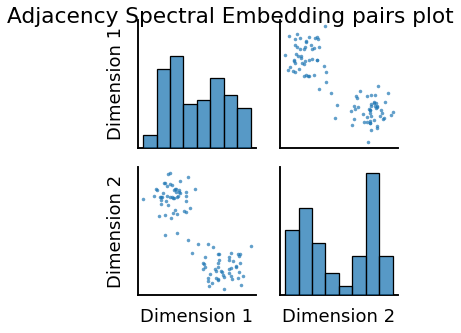 Adjacency Spectral Embedding pairs plot
Dimension 1
Dimension 2
Dimension 1
Dimension 2